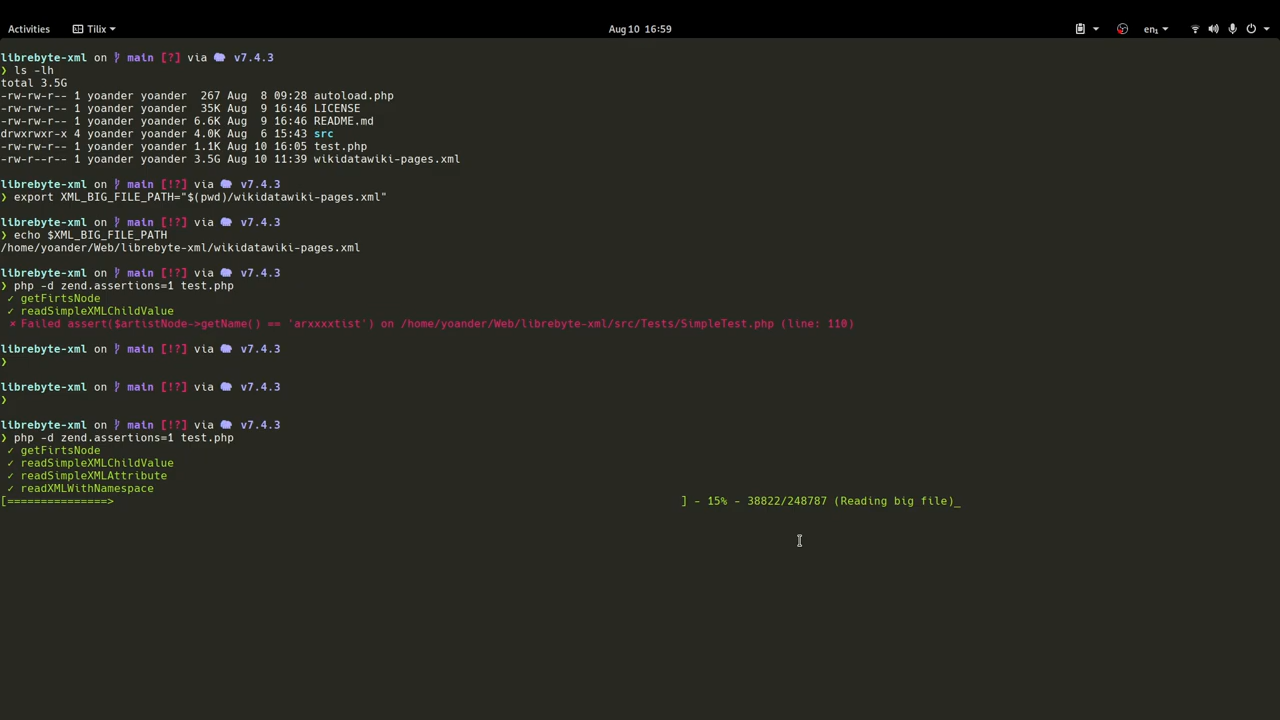 Activities Tilix Aug 10 16:59 en₁
librebyte-xml on main [?] via v7.4.3
❯ ls -lh
total 3.5G
-rw-rw-r-- 1 yoander yoander 267 Aug 8 09:28 autoload.php
-rw-rw-r-- 1 yoander yoander 35K Aug 9 16:46 LICENSE
-rw-rw-r-- 1 yoander yoander 6.6K Aug 9 16:46 README.md
drwxrwxr-x 4 yoander yoander 4.0K Aug 6 15:43 src
-rw-rw-r-- 1 yoander yoander 1.1K Aug 10 16:05 test.php
-rw-r--r-- 1 yoander yoander 3.5G Aug 10 11:39 wikidatawiki-pages.xml
librebyte-xml on main [!?] via v7.4.3
❯ export XML_BIG_FILE_PATH="$(pwd)/wikidatawiki-pages.xml"
librebyte-xml on main [!?] via v7.4.3
❯ echo $XML_BIG_FILE_PATH
/home/yoander/Web/librebyte-xml/wikidatawiki-pages.xml
librebyte-xml on main [!?] via v7.4.3
❯ php -d zend.assertions=1 test.php
✓ getFirtsNode
✓ readSimpleXMLChildValue
✗ Failed assert($artistNode->getName() == 'arxxxxtist') on /home/yoander/Web/librebyte-xml/src/Tests/SimpleTest.php (line: 110)
librebyte-xml on main [!?] via v7.4.3
❯
librebyte-xml on main [!?] via v7.4.3
❯
librebyte-xml on main [!?] via v7.4.3
❯ php -d zend.assertions=1 test.php
✓ getFirtsNode
✓ readSimpleXMLChildValue
✓ readSimpleXMLAttribute
✓ readXMLWithNamespace
[===============> ] - 15% - 38822/248787 (Reading big file)_